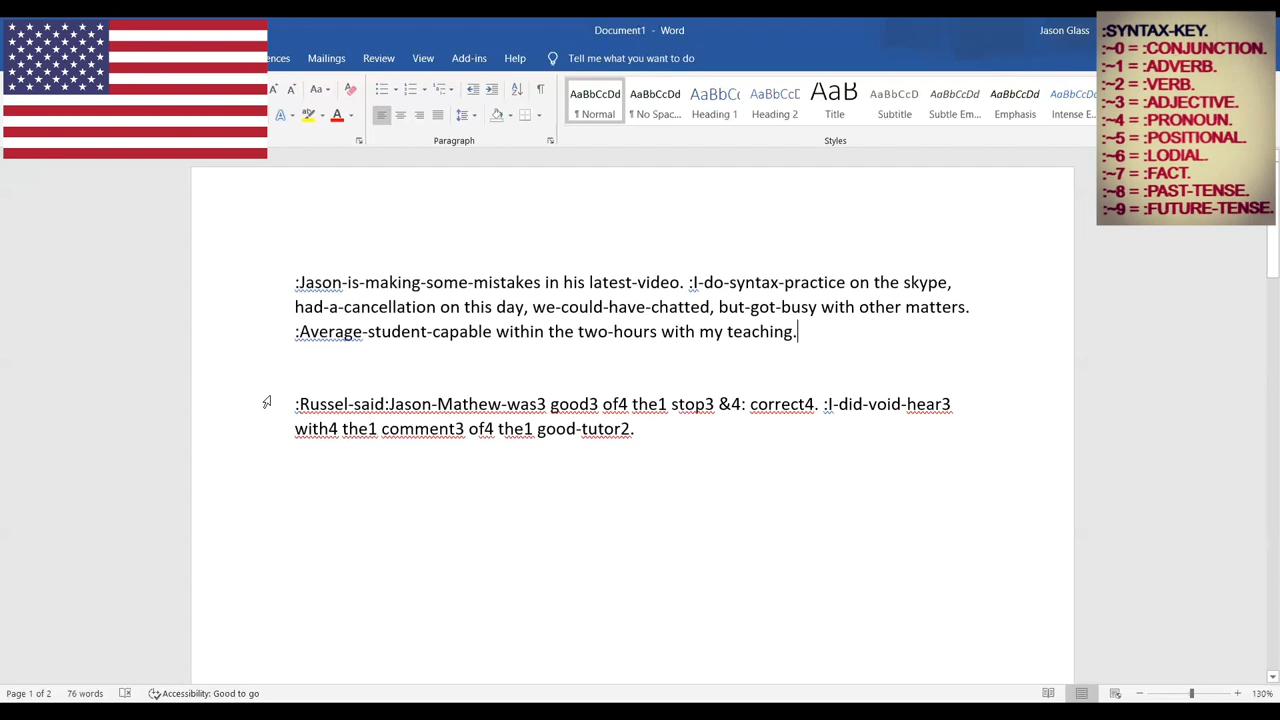 Document1 - Word
Jason Glass
ences Mailings Review View Add-ins Help Tell me what you want to do
Aa
A
AaBbCcDd AaBbCcDd AaBbCcC AaBbCcC AaB AaBbCcD AaBbCcDd AaBbCcDd AaBbCcDd
¶ Normal ¶ No Spac... Heading 1 Heading 2 Title Subtitle Subtle Em... Emphasis Intense E...
Paragraph
Styles
:SYNTAX-KEY.
:~0 = :CONJUNCTION.
:~1 = :ADVERB.
:~2 = :VERB.
:~3 = :ADJECTIVE.
:~4 = :PRONOUN.
:~5 = :POSITIONAL.
:~6 = :LODIAL.
:~7 = :FACT.
:~8 = :PAST-TENSE.
:~9 = :FUTURE-TENSE.
:Jason-is-making-some-mistakes in his latest-video. :I-do-syntax-practice on the skype,
had-a-cancellation on this day, we-could-have-chatted, but-got-busy with other matters.
:Average-student-capable within the two-hours with my teaching.
:Russel-said:Jason-Mathew-was3 good3 of4 the1 stop3 &4: correct4. :I-did-void-hear3
with4 the1 comment3 of4 the1 good-tutor2.
Page 1 of 2 76 words Accessibility: Good to go
130%